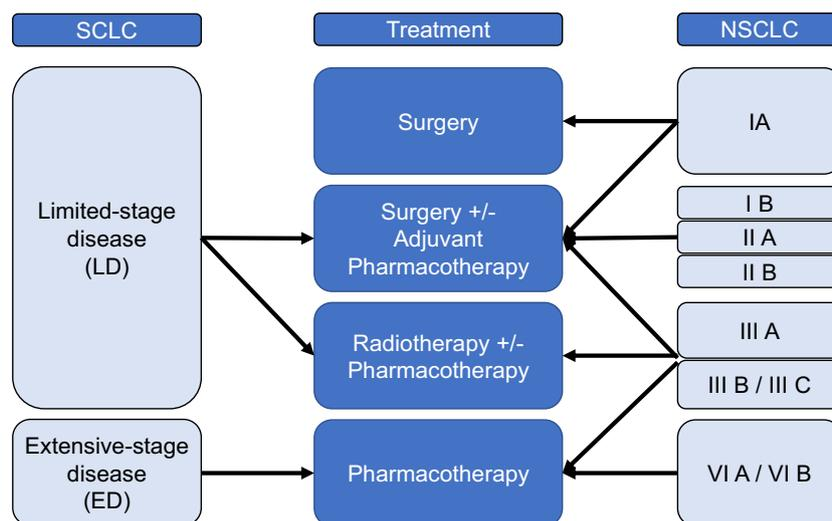 SCLC
Treatment
NSCLC
Limited-stage
disease
(LD)
Extensive-stage
disease
(ED)
Surgery
Surgery +/-
Adjuvant
Pharmacotherapy
Radiotherapy +/-
Pharmacotherapy
Pharmacotherapy
IA
I B
II A
II B
III A
III B / III C
VI A / VI B